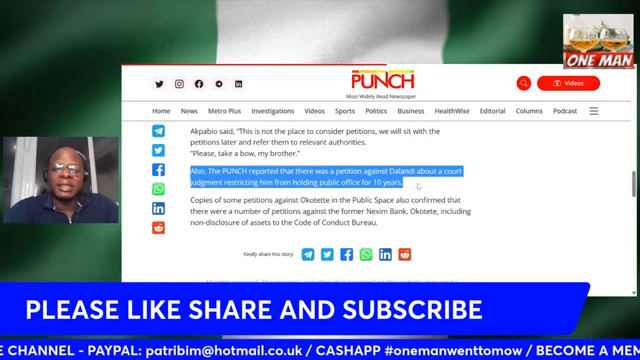 ONE MAN
PUNCH
Most Widely Read Newspaper
Videos
Home News Metro Plus Investigations Videos Sports Politics Business HealthWise Editorial Columns Podcast
Akpabio said, “This is not the place to consider petitions, we will sit with the
petitions later and refer them to relevant authorities.
“Please, take a bow, my brother.”
Also, The PUNCH reported that there was a petition against Dalandi about a court
judgment restricting him from holding public office for 10 years.
Copies of some petitions against Okotette in the Public Space also confirmed that
there were a number of petitions against the former Nexim Bank, Okotete, including
non-disclosure of assets to the Code of Conduct Bureau.
Kindly share this story:
PLEASE LIKE SHARE AND SUBSCRIBE
E CHANNEL - PAYPAL: patribim@hotmail.co.uk / CASHAPP #onemanwenttomow / BECOME A MEM